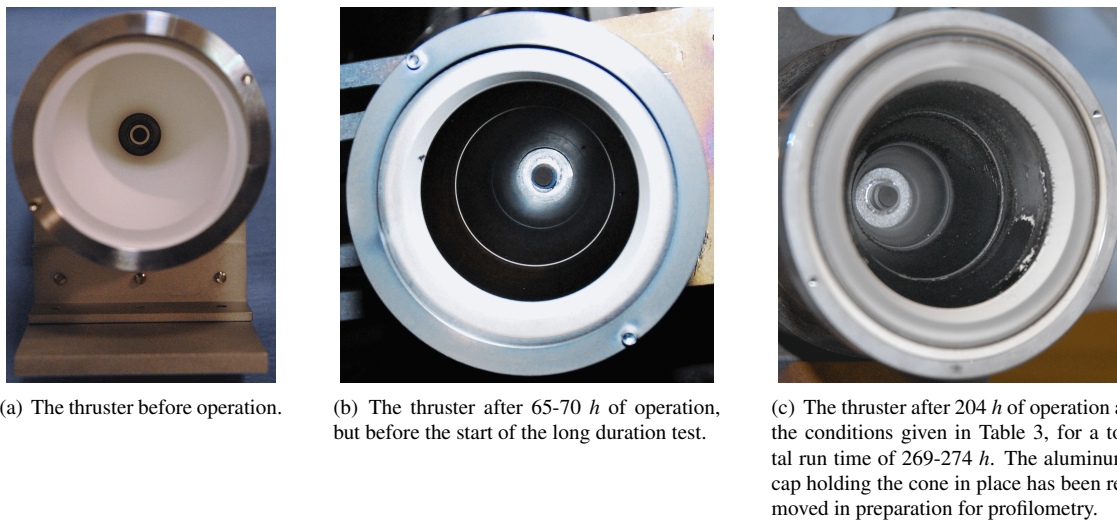 (a) The thruster before operation.
(b) The thruster after 65-70 h of operation,
but before the start of the long duration test.
(c) The thruster after 204 h of operation a
the conditions given in Table 3, for a to
tal run time of 269-274 h. The aluminum
cap holding the cone in place has been re
moved in preparation for profilometry.